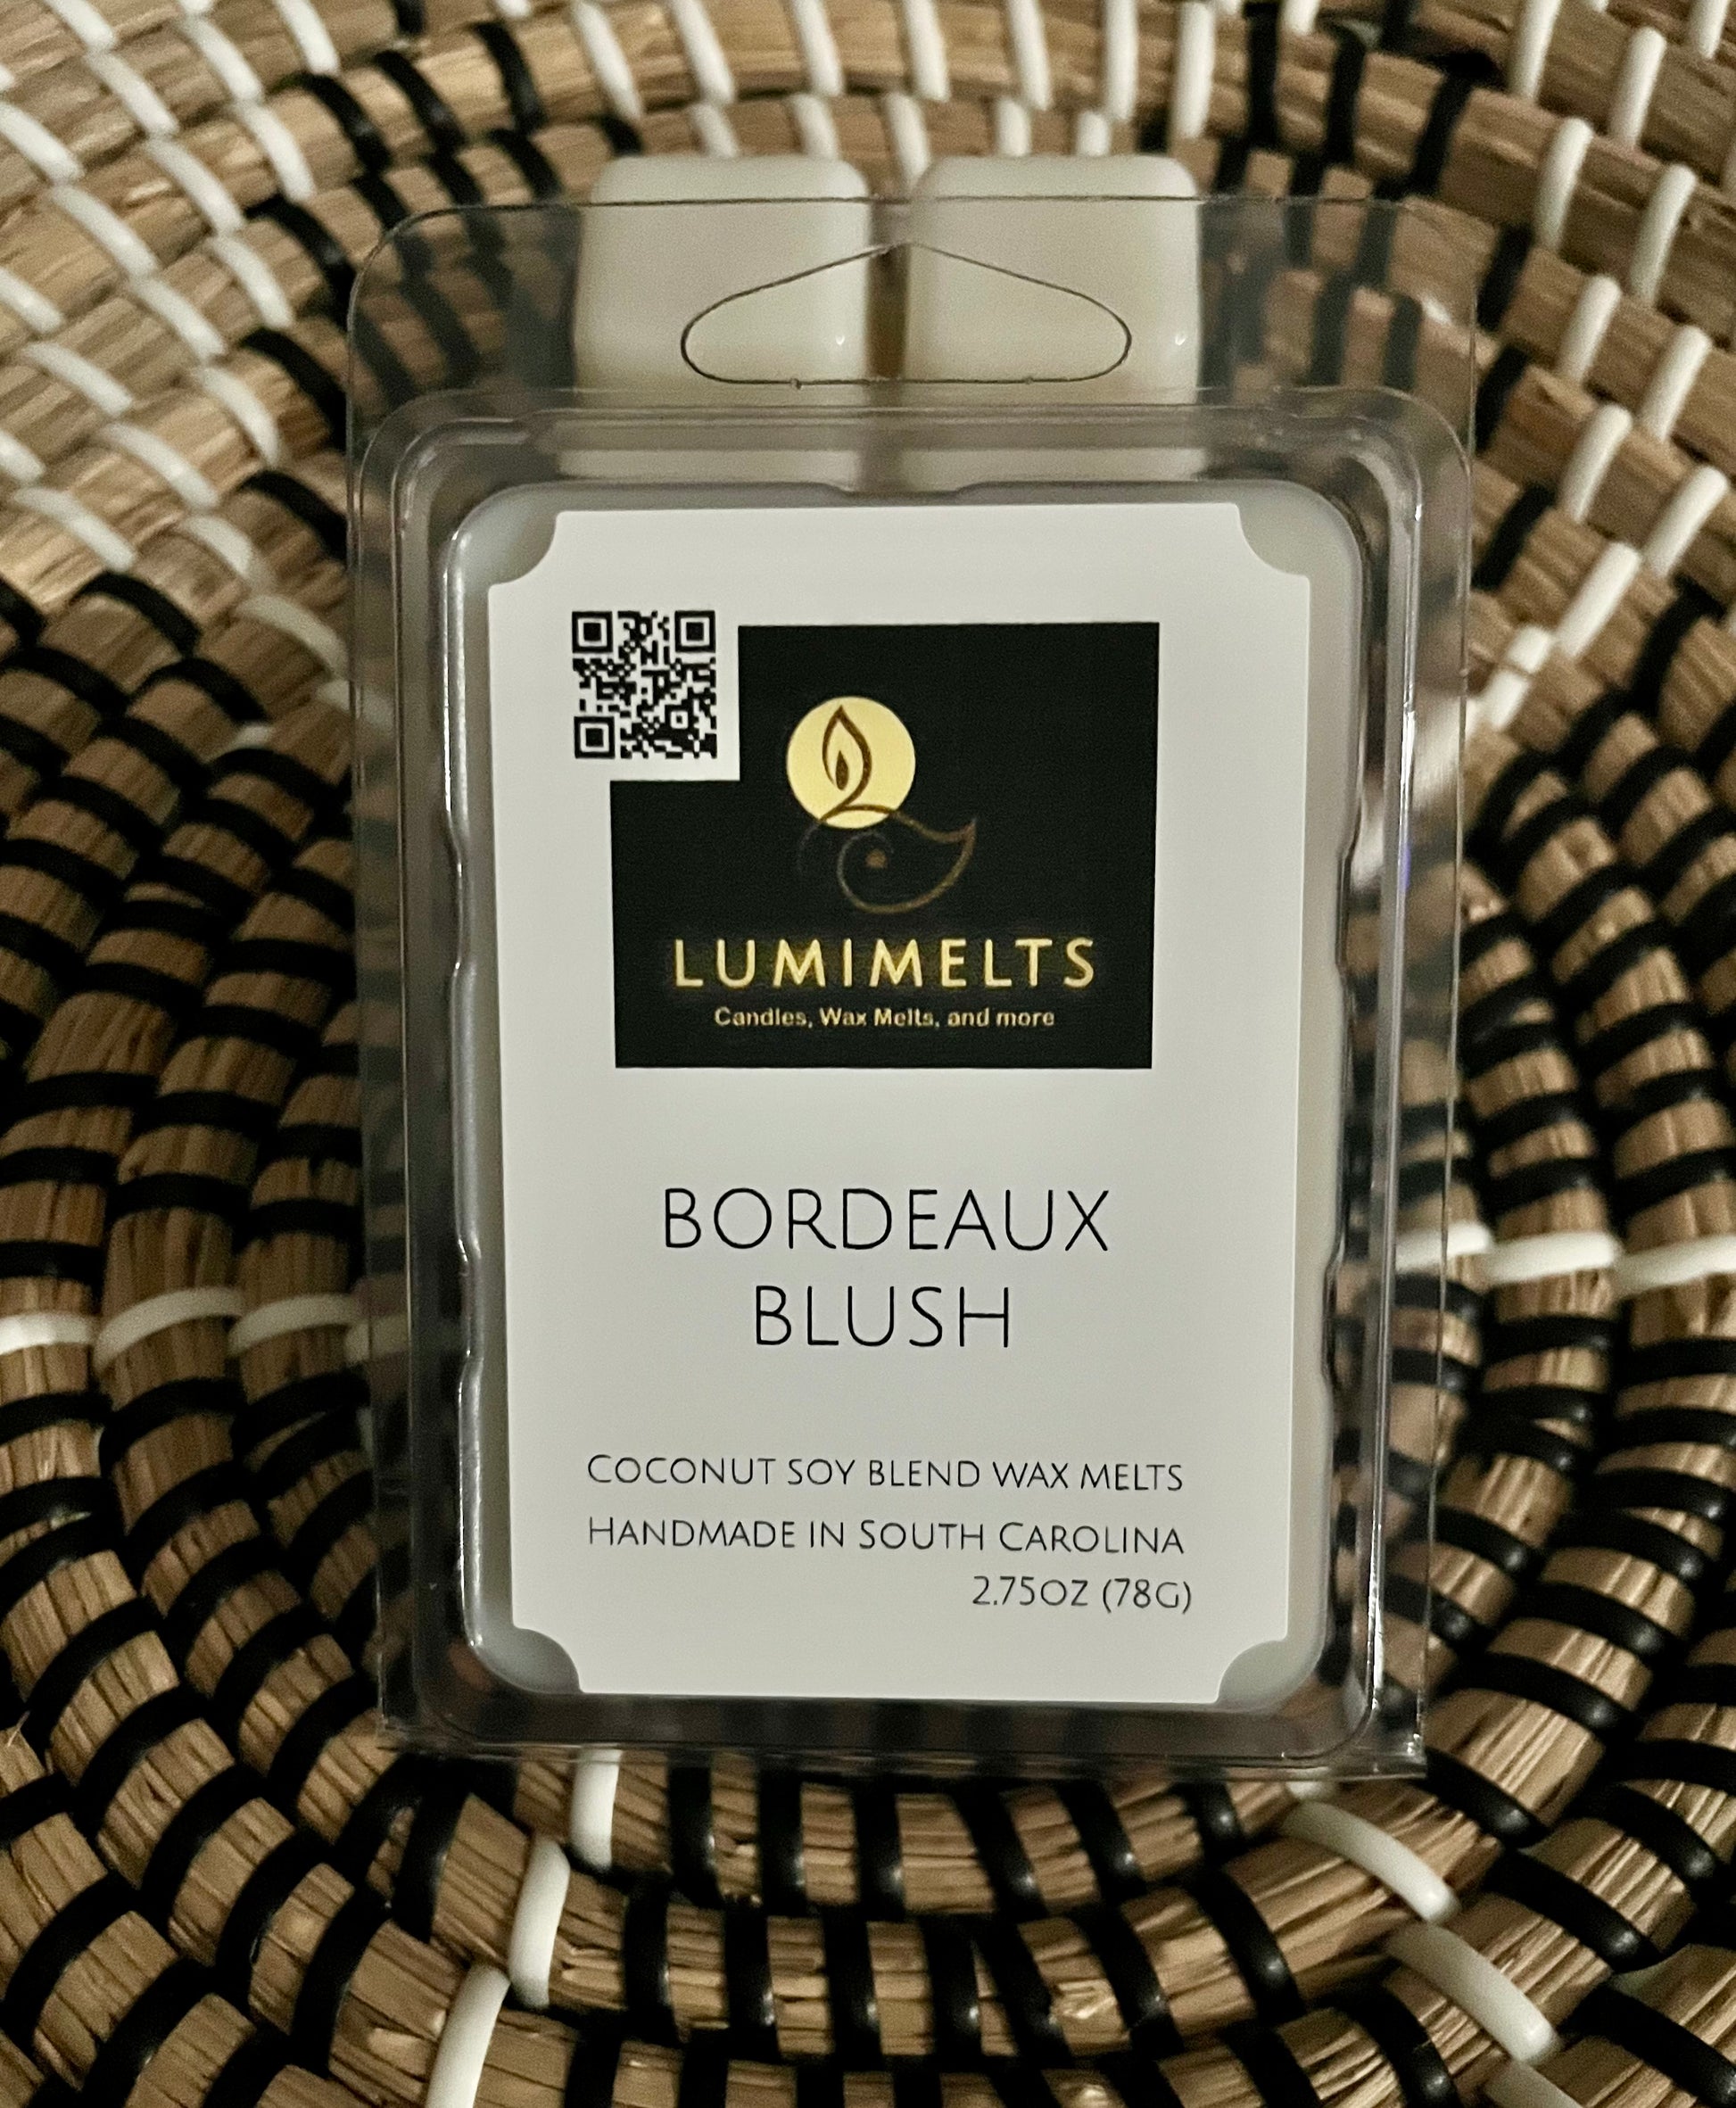 LUMIMELTS
Candles, Wax Melts, and more
BORDEAUX
BLUSH
COCONUT SOY BLEND WAX MELTS
HANDMADE IN SOUTH CAROLINA
2.75OZ (78G)